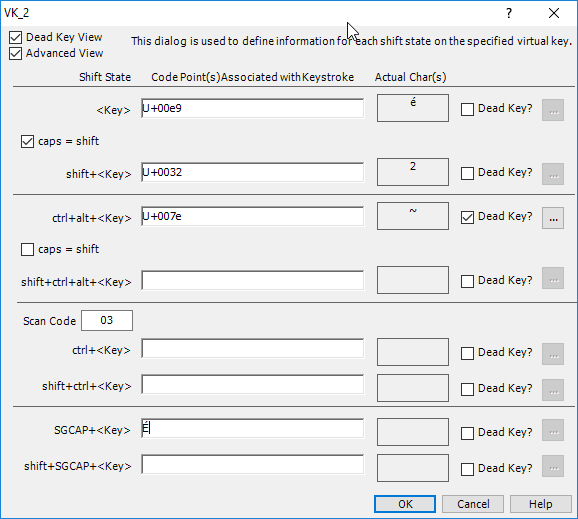 VK_2
Dead Key View
Advanced View
This dialog is used to define information for each shift state on the specified virtual key.
Shift State Code Point(s) Associated with Keystroke Actual Char(s)
<Key> U+00e9 é Dead Key? ...
caps = shift
shift+<Key> U+0032 2 Dead Key? ...
ctrl+alt+<Key> U+007e ~ Dead Key? ...
caps = shift
shift+ctrl+alt+<Key> Dead Key? ...
Scan Code 03
ctrl+<Key> Dead Key? ...
shift+ctrl+<Key> Dead Key? ...
SGCAP+<Key> É Dead Key? ...
shift+SGCAP+<Key> Dead Key? ...
OK Cancel Help